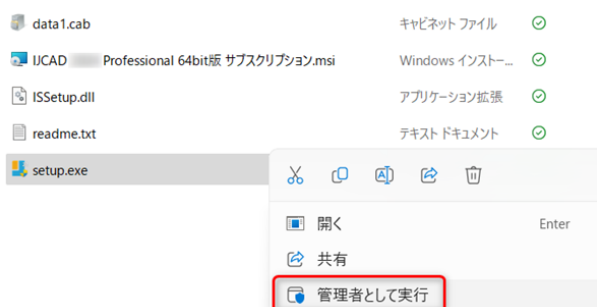 data1.cab キャビネット ファイル
IJCAD Professional 64bit版 サブスクリプション.msi Windows インストー...
ISSetup.dll アプリケーション拡張
readme.txt テキスト ドキュメント
setup.exe
開く Enter
共有
管理者として実行